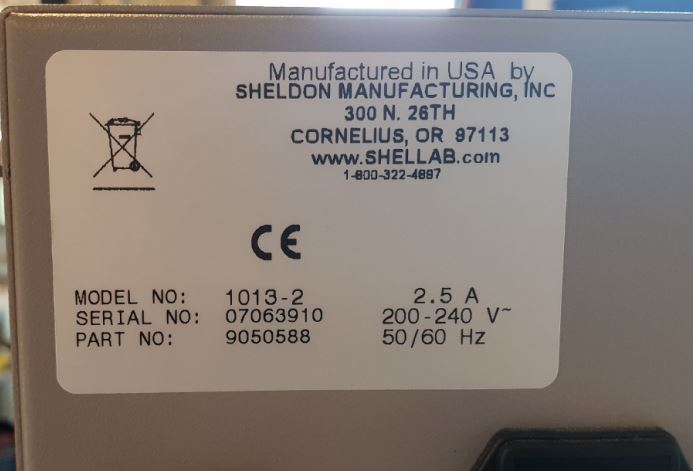 Manufactured in USA by
SHELDON MANUFACTURING, INC
300 N. 26TH
CORNELIUS, OR 97113
www.SHELLAB.com
1-800-322-4897
CE
MODEL NO: 1013-2 2.5 A
SERIAL NO: 07063910 200-240 V~
PART NO: 9050588 50/60 Hz